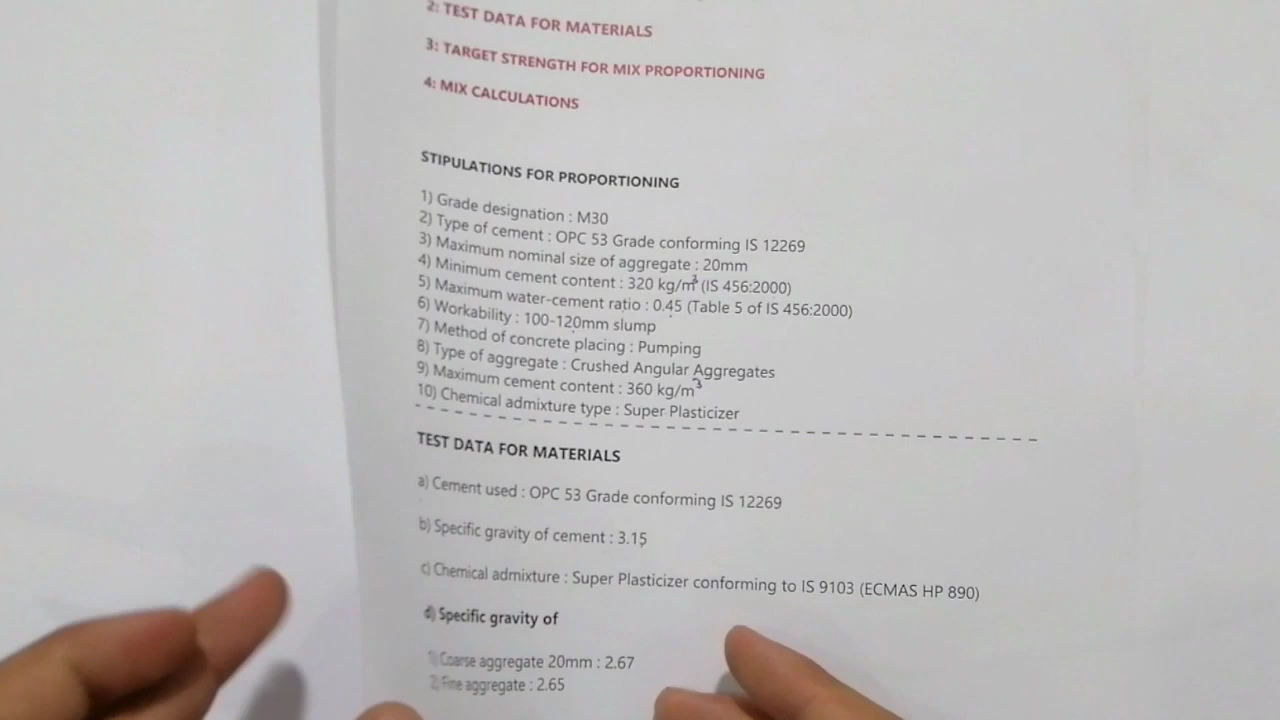 2: TEST DATA FOR MATERIALS
3: TARGET STRENGTH FOR MIX PROPORTIONING
4: MIX CALCULATIONS
STIPULATIONS FOR PROPORTIONING
1) Grade designation : M30
2) Type of cement : OPC 53 Grade conforming IS 12269
3) Maximum nominal size of aggregate : 20mm
4) Minimum cement content : 320 kg/m³ (IS 456:2000)
5) Maximum water-cement ratio : 0.45 (Table 5 of IS 456:2000)
6) Workability : 100-120mm slump
7) Method of concrete placing : Pumping
8) Type of aggregate : Crushed Angular Aggregates
9) Maximum cement content : 360 kg/m³
10) Chemical admixture type : Super Plasticizer
TEST DATA FOR MATERIALS
a) Cement used : OPC 53 Grade conforming IS 12269
b) Specific gravity of cement : 3.15
c) Chemical admixture : Super Plasticizer conforming to IS 9103 (ECMAS HP 890)
d) Specific gravity of
1) Coarse aggregate 20mm : 2.67
2) Fine aggregate : 2.65